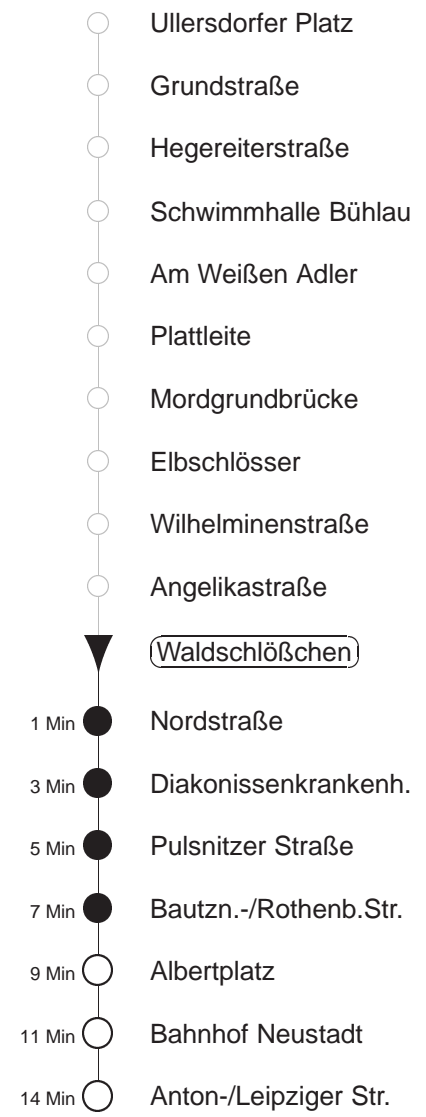 Ullersdorfer Platz
Grundstraße
Hegereiterstraße
Schwimmhalle Bühlau
Am Weißen Adler
Plattleite
Mordgrundbrücke
Elbschlösser
Wilhelminenstraße
Angelikastraße
Waldschlößchen
1 Min Nordstraße
3 Min Diakonissenkrankenh.
5 Min Pulsnitzer Straße
7 Min Bautzn.-/Rothenb.Str.
9 Min Albertplatz
11 Min Bahnhof Neustadt
14 Min Anton-/Leipziger Str.